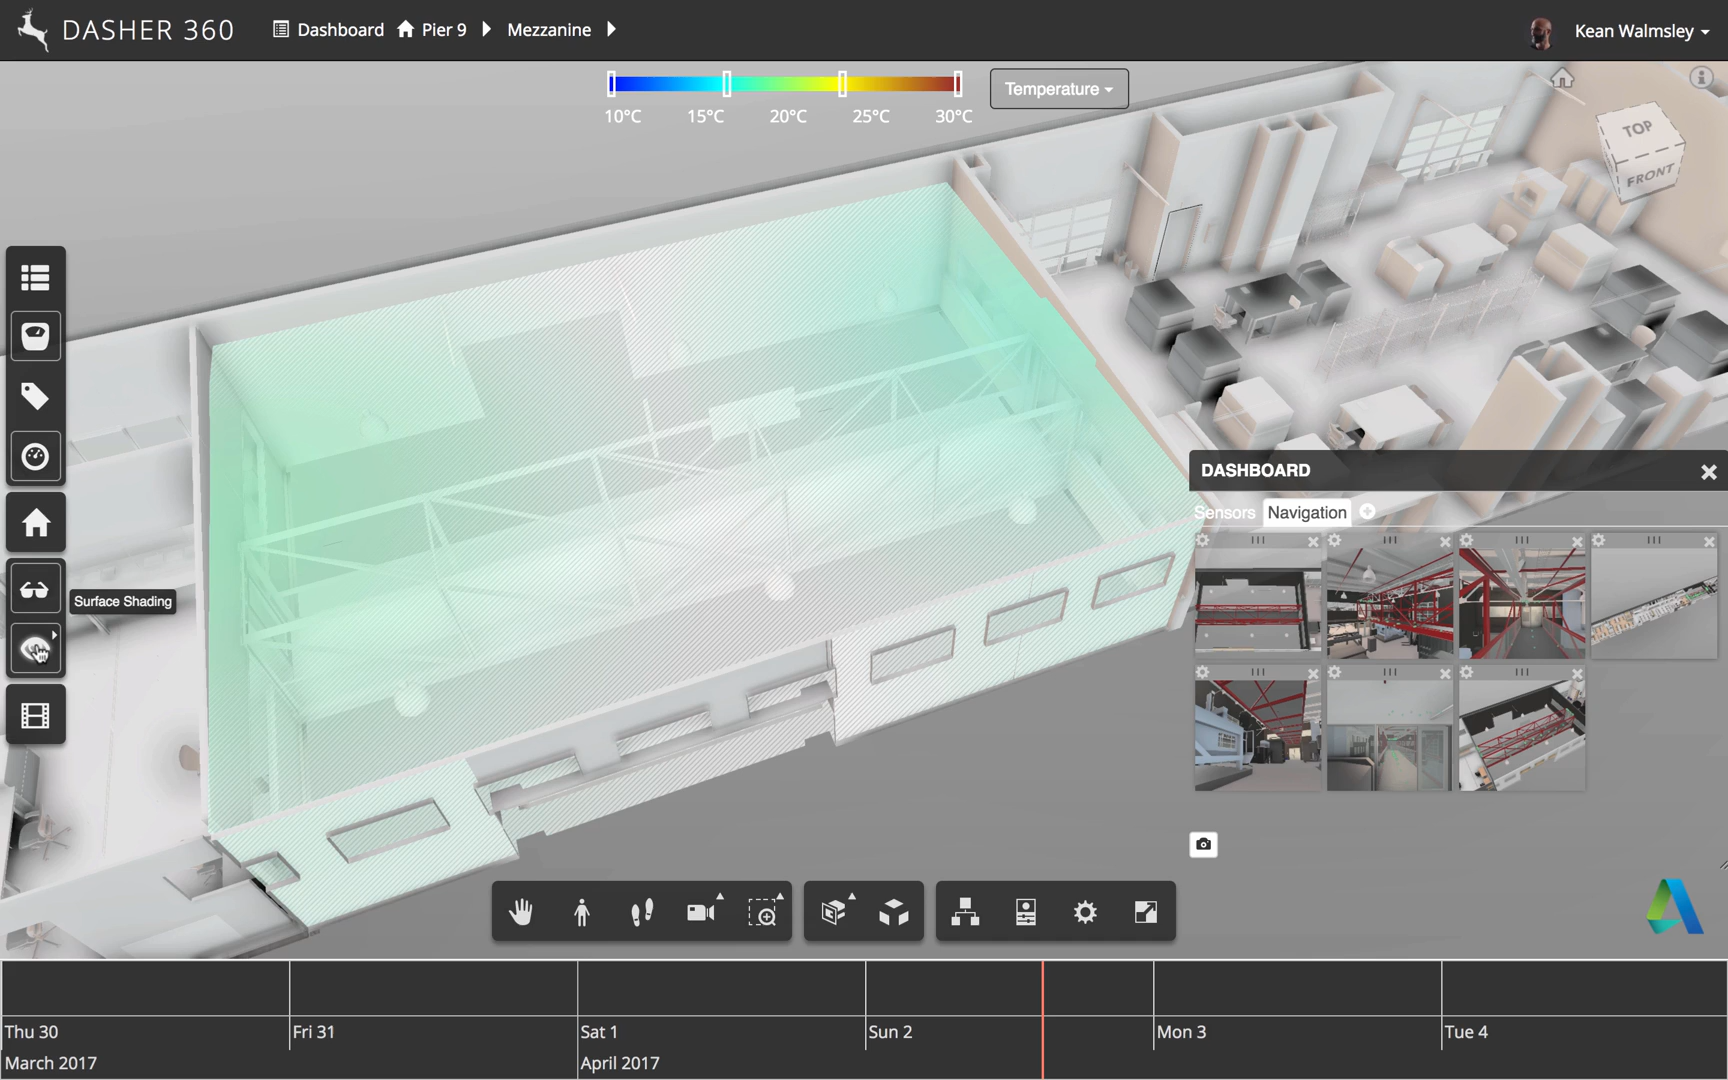 DASHER 360
Dashboard
Pier 9
Mezzanine
Kean Walmsley
10°C
15°C
20°C
25°C
30°C
Temperature
TOP
FRONT
Surface Shading
DASHBOARD
Sensors
Navigation
Thu 30
Fri 31
Sat 1
Sun 2
Mon 3
Tue 4
March 2017
April 2017